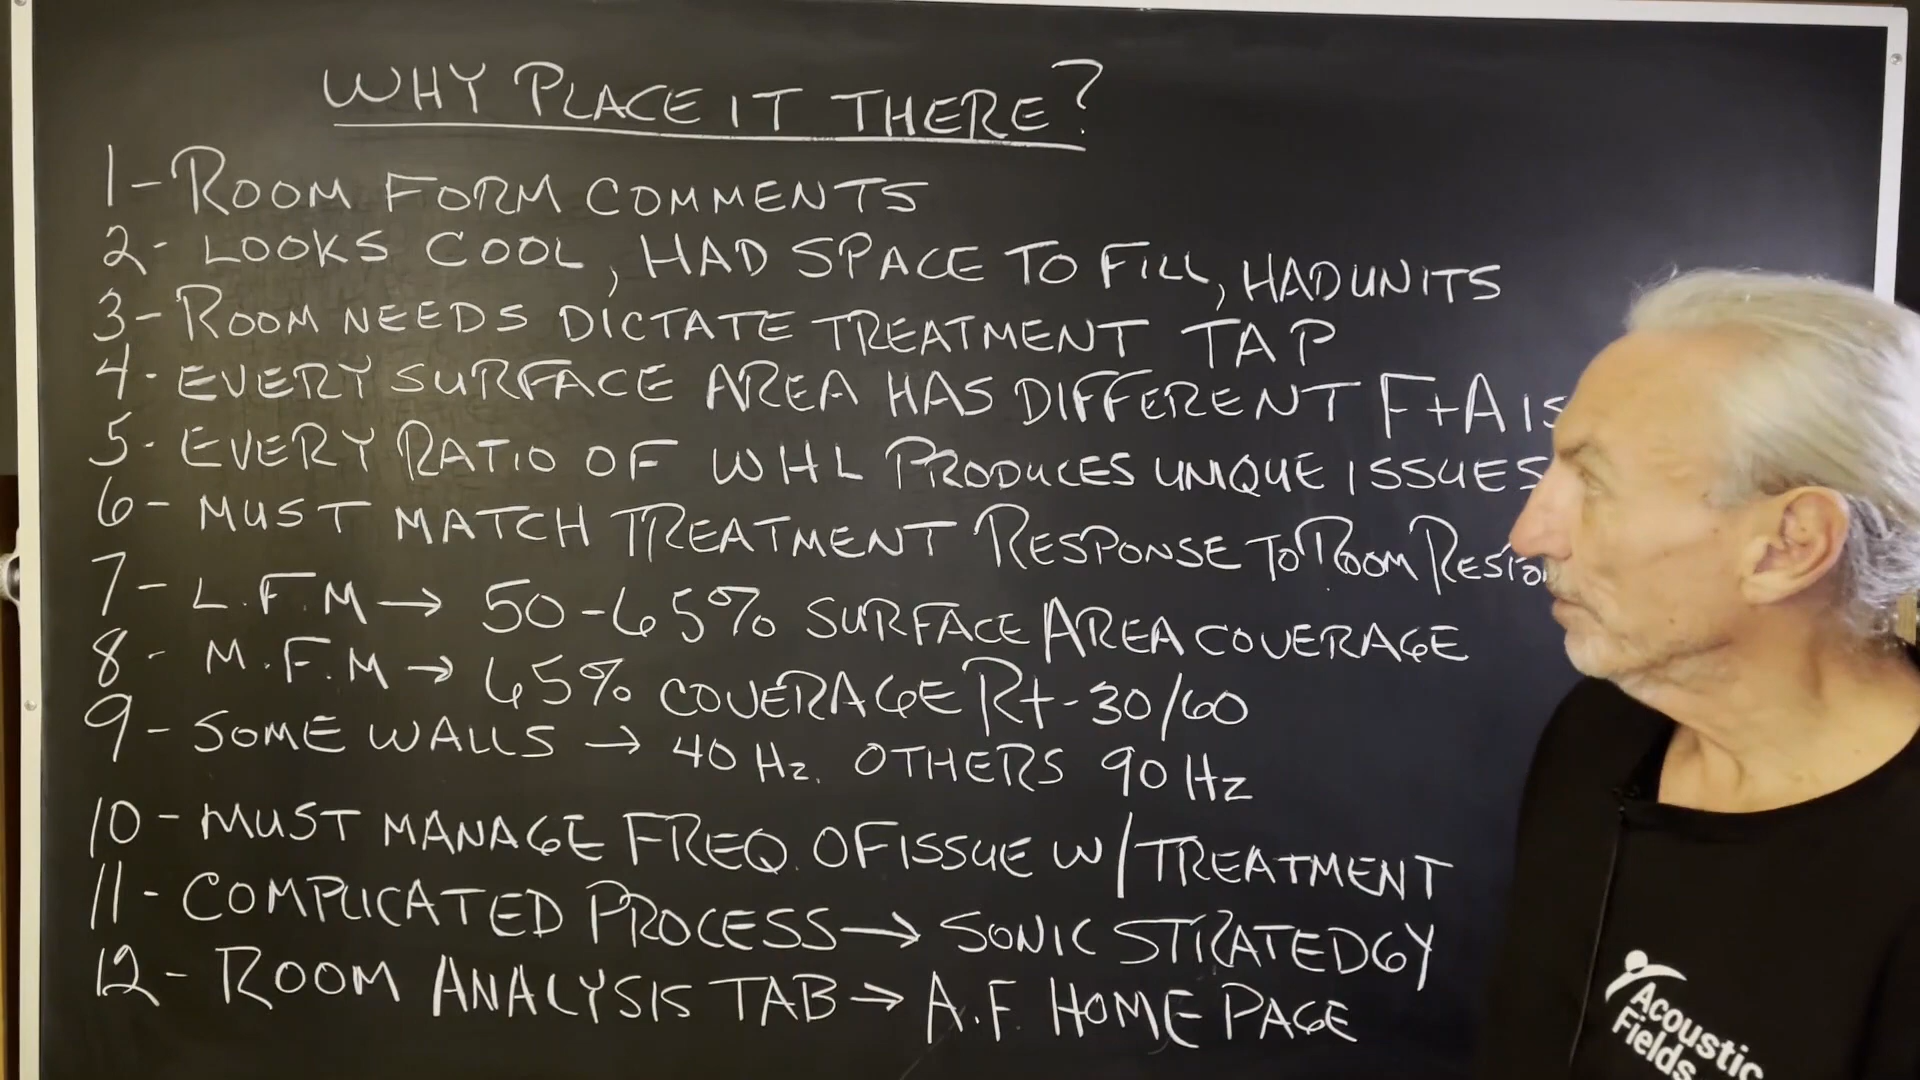 WHY PLACE IT THERE?
1- ROOM FORM COMMENTS
2- LOOKS COOL, HAD SPACE TO FILL, HAD UNITS
3- ROOM NEEDS DICTATE TREATMENT TAP
4- EVERY SURFACE AREA HAS DIFFERENT F+A
5- EVERY RATIO OF WHL PRODUCES UNIQUE ISSUES
6- MUST MATCH TREATMENT RESPONSE TO ROOM
7- L.F.M → 50-65% SURFACE AREA COVERAGE
8- M.F.M → 65% COVERAGE RT-30/60
9- SOME WALLS → 40 Hz. OTHERS 90 Hz
10- MUST MANAGE FREQ. OF ISSUE W/TREATMENT
11- COMPLICATED PROCESS → SONIC STRATEDGY
12- ROOM ANALYSIS TAB → A.F. HOME PAGE
Acoustic
Fields